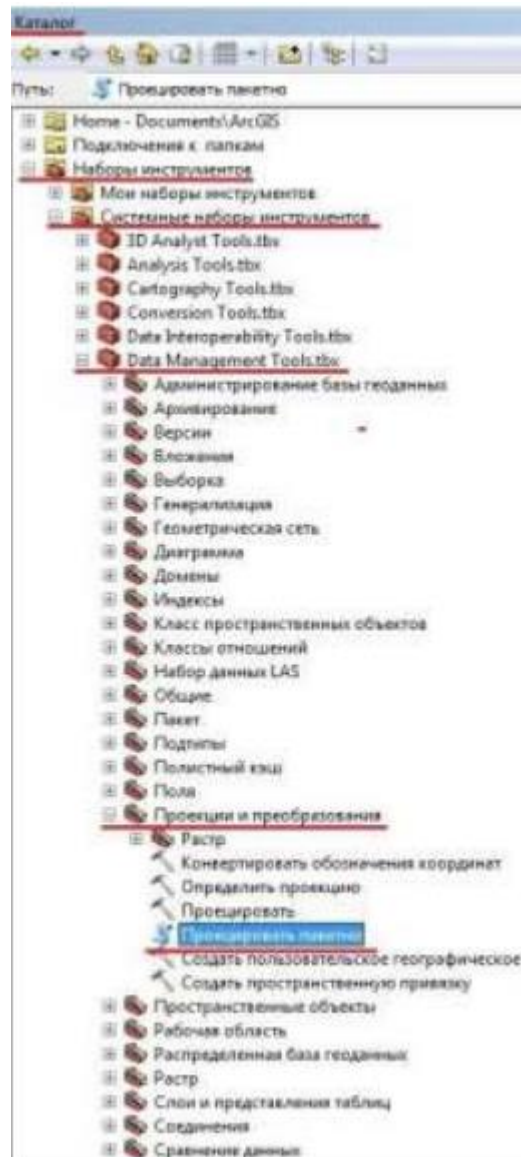 Каталог
Путь: Проецировать пакетно
Home - Documents\ArcGIS
Подключения к папкам
Наборы инструментов
Мои наборы инструментов
Системные наборы инструментов
3D Analyst Tools.tbx
Analysis Tools.tbx
Cartography Tools.tbx
Conversion Tools.tbx
Data Interoperability Tools.tbx
Data Management Tools.tbx
Администрирование базы геоданных
Архивирование
Версии
Вложения
Выборка
Генерализация
Геометрическая сеть
Диаграмма
Домены
Индексы
Класс пространственных объектов
Классы отношений
Набор данных LAS
Общие
Пакет
Подтипы
Полистный кэш
Поля
Проекции и преобразования
Растр
Конвертировать обозначения координат
Определить проекцию
Проецировать
Проецировать пакетно
Создать пользовательское географическое
Создать пространственную привязку
Пространственные объекты
Рабочая область
Распределенная база геоданных
Растр
Слои и представления таблиц
Соединения
Сравнение данных